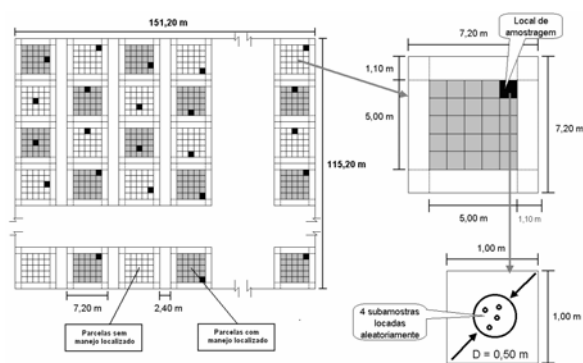 151,20 m
115,20 m
7,20 m
2,40 m
Parcelas sem
manejo localizado
Parcelas com
manejo localizado
Local de
amostragem
7,20 m
1,10 m
5,00 m
7,20 m
5,00 m
1,10 m
1,00 m
4 subamostras
locadas
aleatoriamente
1,00 m
D = 0,50 m